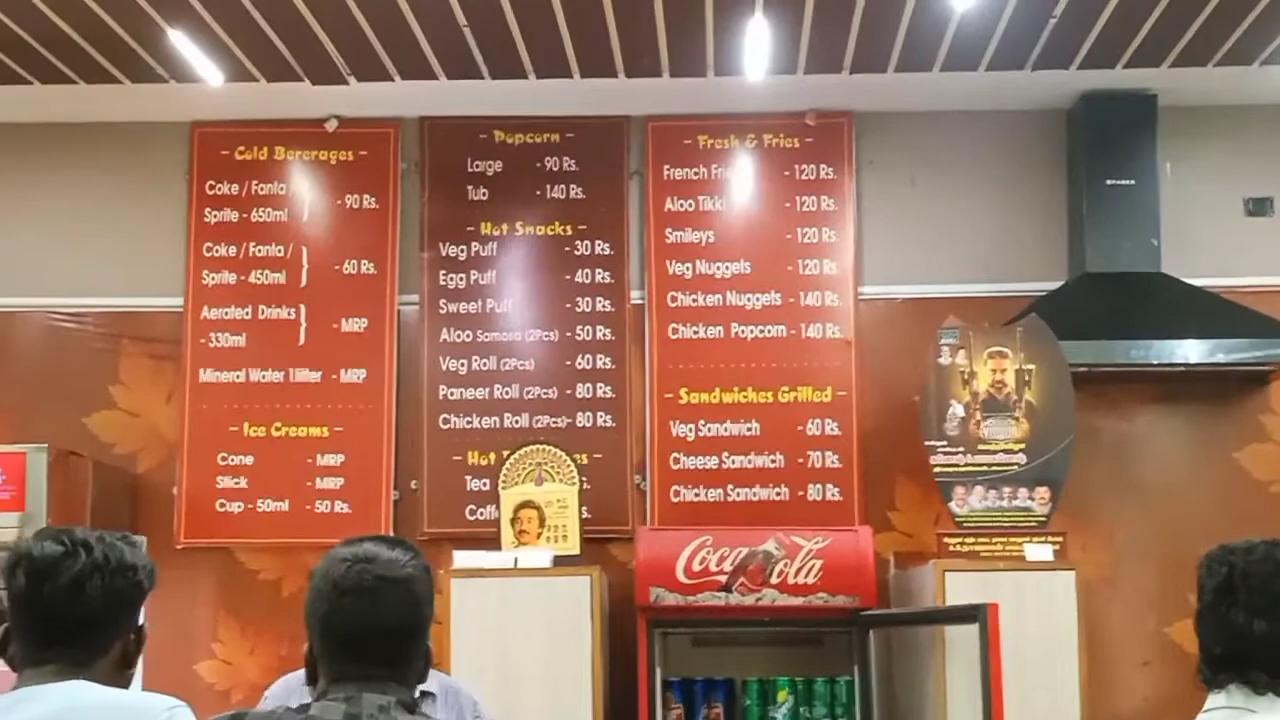 - Cold Bererages -
Coke / Fanta
Sprite - 650ml } - 90 Rs.
Coke / Fanta /
Sprite - 450ml } - 60 Rs.
Aerated Drinks
- 330ml } - MRP
Mineral Water 1liter - MRP
- Ice Creams -
Cone - MRP
Stick - MRP
Cup - 50ml - 50 Rs.
- Popcorn -
Large - 90 Rs.
Tub - 140 Rs.
- Hot Snacks -
Veg Puff - 30 Rs.
Egg Puff - 40 Rs.
Sweet Puff - 30 Rs.
Aloo Samosa (2Pcs) - 50 Rs.
Veg Roll (2Pcs) - 60 Rs.
Paneer Roll (2Pcs) - 80 Rs.
Chicken Roll (2Pcs)- 80 Rs.
- Hot
Tea
- Fresh & Fries -
French - 120 Rs.
Aloo Tikki - 120 Rs.
Smileys - 120 Rs.
Veg Nuggets - 120 Rs.
Chicken Nuggets - 140 Rs.
Chicken Popcorn - 140 Rs.
- Sandwiches Grilled -
Veg Sandwich - 60 Rs.
Cheese Sandwich - 70 Rs.
Chicken Sandwich - 80 Rs.
Coca Cola